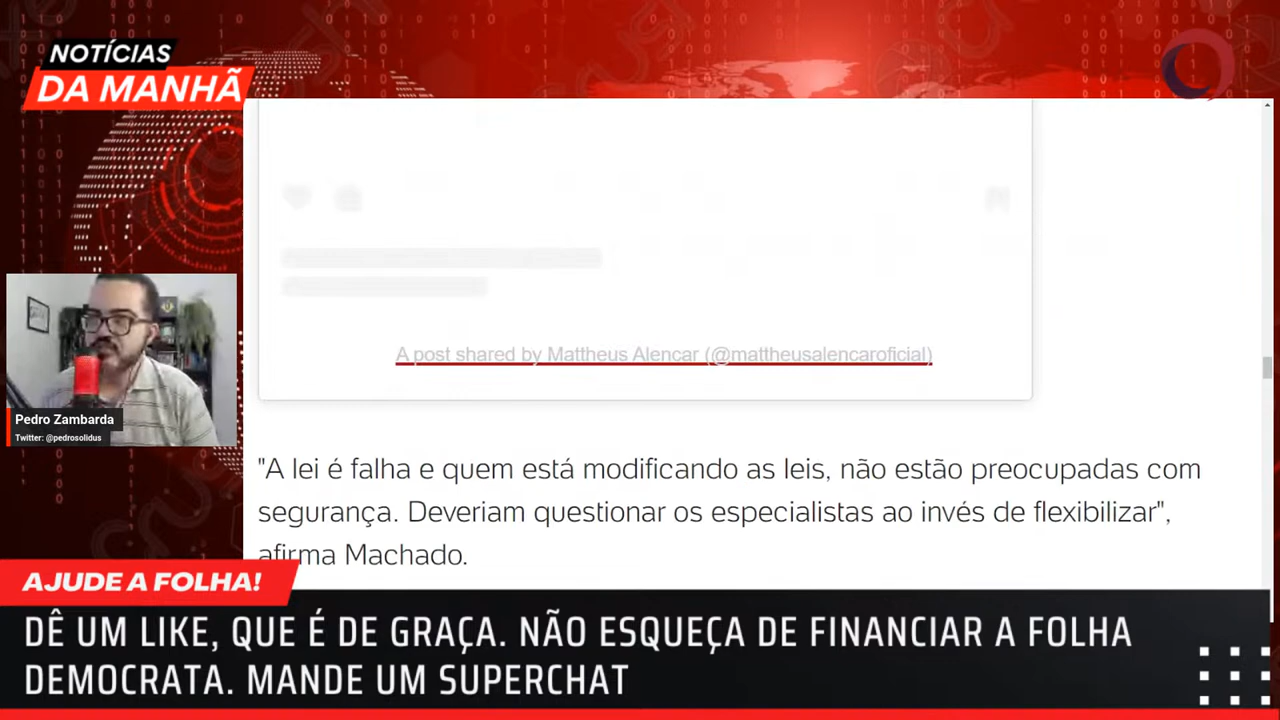 NOTÍCIAS
DA MANHÃ
A post shared by Mattheus Alencar (@mattheusalencaroficial)
Pedro Zambarda
Twitter: @pedrosolidus
"A lei é falha e quem está modificando as leis, não estão preocupadas com
segurança. Deveriam questionar os especialistas ao invés de flexibilizar",
afirma Machado.
AJUDE A FOLHA!
DÊ UM LIKE, QUE É DE GRAÇA. NÃO ESQUEÇA DE FINANCIAR A FOLHA
DEMOCRATA. MANDE UM SUPERCHAT